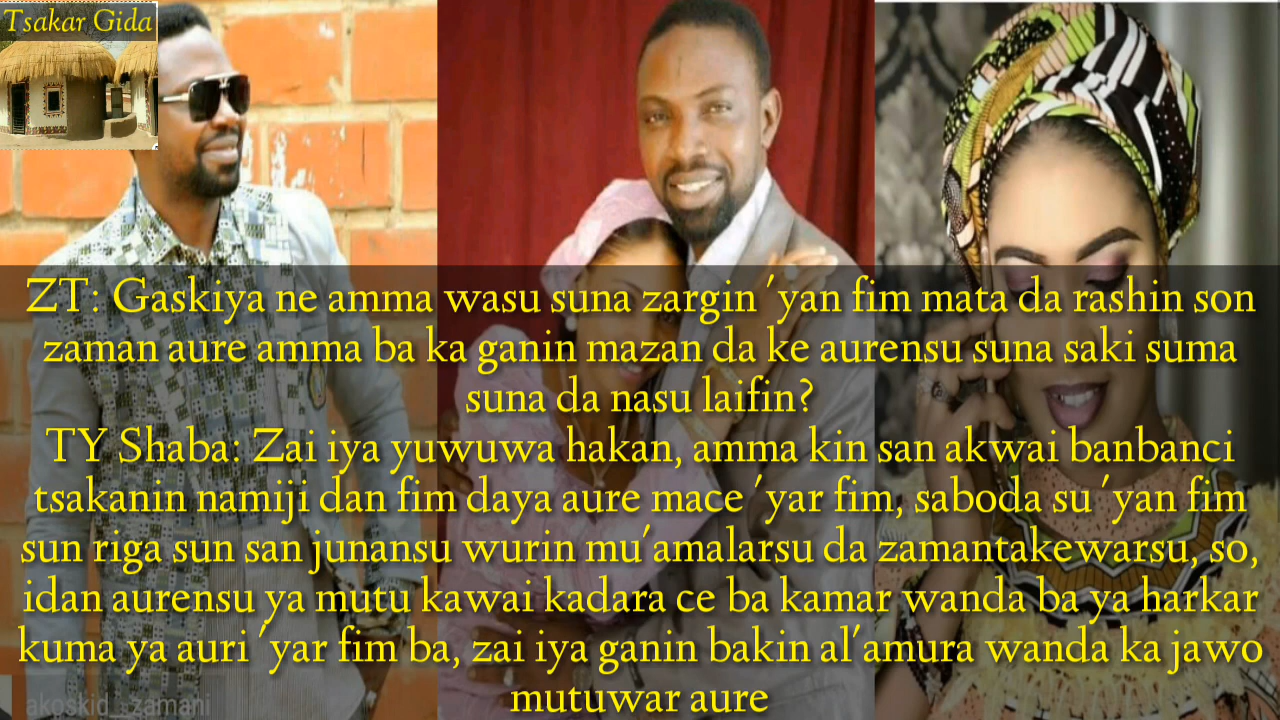 Tsakar Gida
ZT: Gaskiya ne amma wasu suna zargin 'yan fim mata da rashin son
zaman aure amma ba ka ganin mazan da ke aurensu suna saki suma
suna da nasu laifin?
TY Shaba: Zai iya yuwuwa hakan, amma kin san akwai banbanci
tsakanin namiji dan fim daya aure mace 'yar fim, saboda su 'yan fim
sun riga sun san junansu wurin mu'amalarsu da zamantakewarsu, so,
idan aurensu ya mutu kawai kadara ce ba kamar wanda ba ya harkar
kuma ya auri 'yar fim ba, zai iya ganin bakin al'amura wanda ka jawo
mutuwar aure
akoskid_zamani